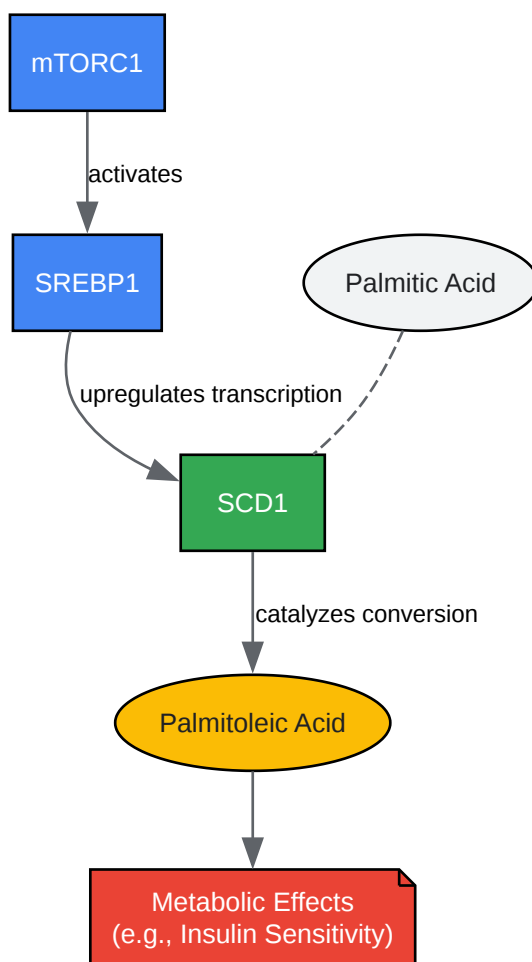 mTORC1
activates
SREBP1
Palmitic Acid
upregulates transcription
SCD1
catalyzes conversion
Palmitoleic Acid
Metabolic Effects
(e.g., Insulin Sensitivity)